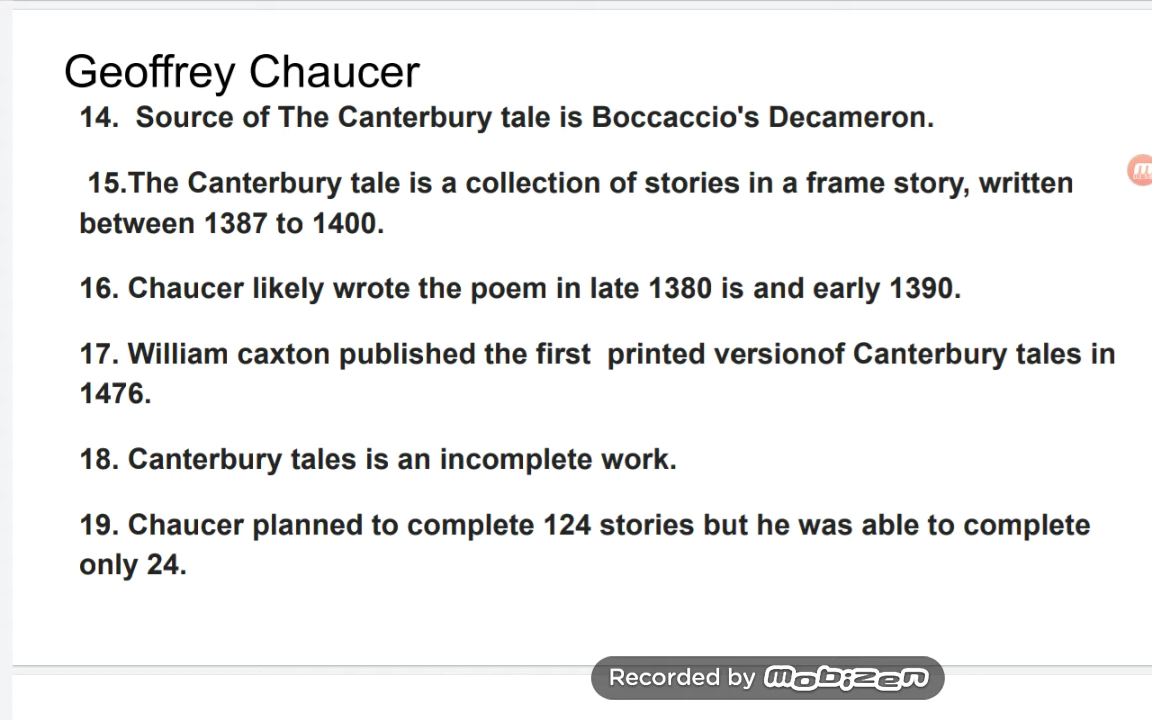 Geoffrey Chaucer
14. Source of The Canterbury tale is Boccaccio's Decameron.
15.The Canterbury tale is a collection of stories in a frame story, written
between 1387 to 1400.
16. Chaucer likely wrote the poem in late 1380 is and early 1390.
17. William caxton published the first printed versionof Canterbury tales in
1476.
18. Canterbury tales is an incomplete work.
19. Chaucer planned to complete 124 stories but he was able to complete
only 24.
Recorded by mobizen